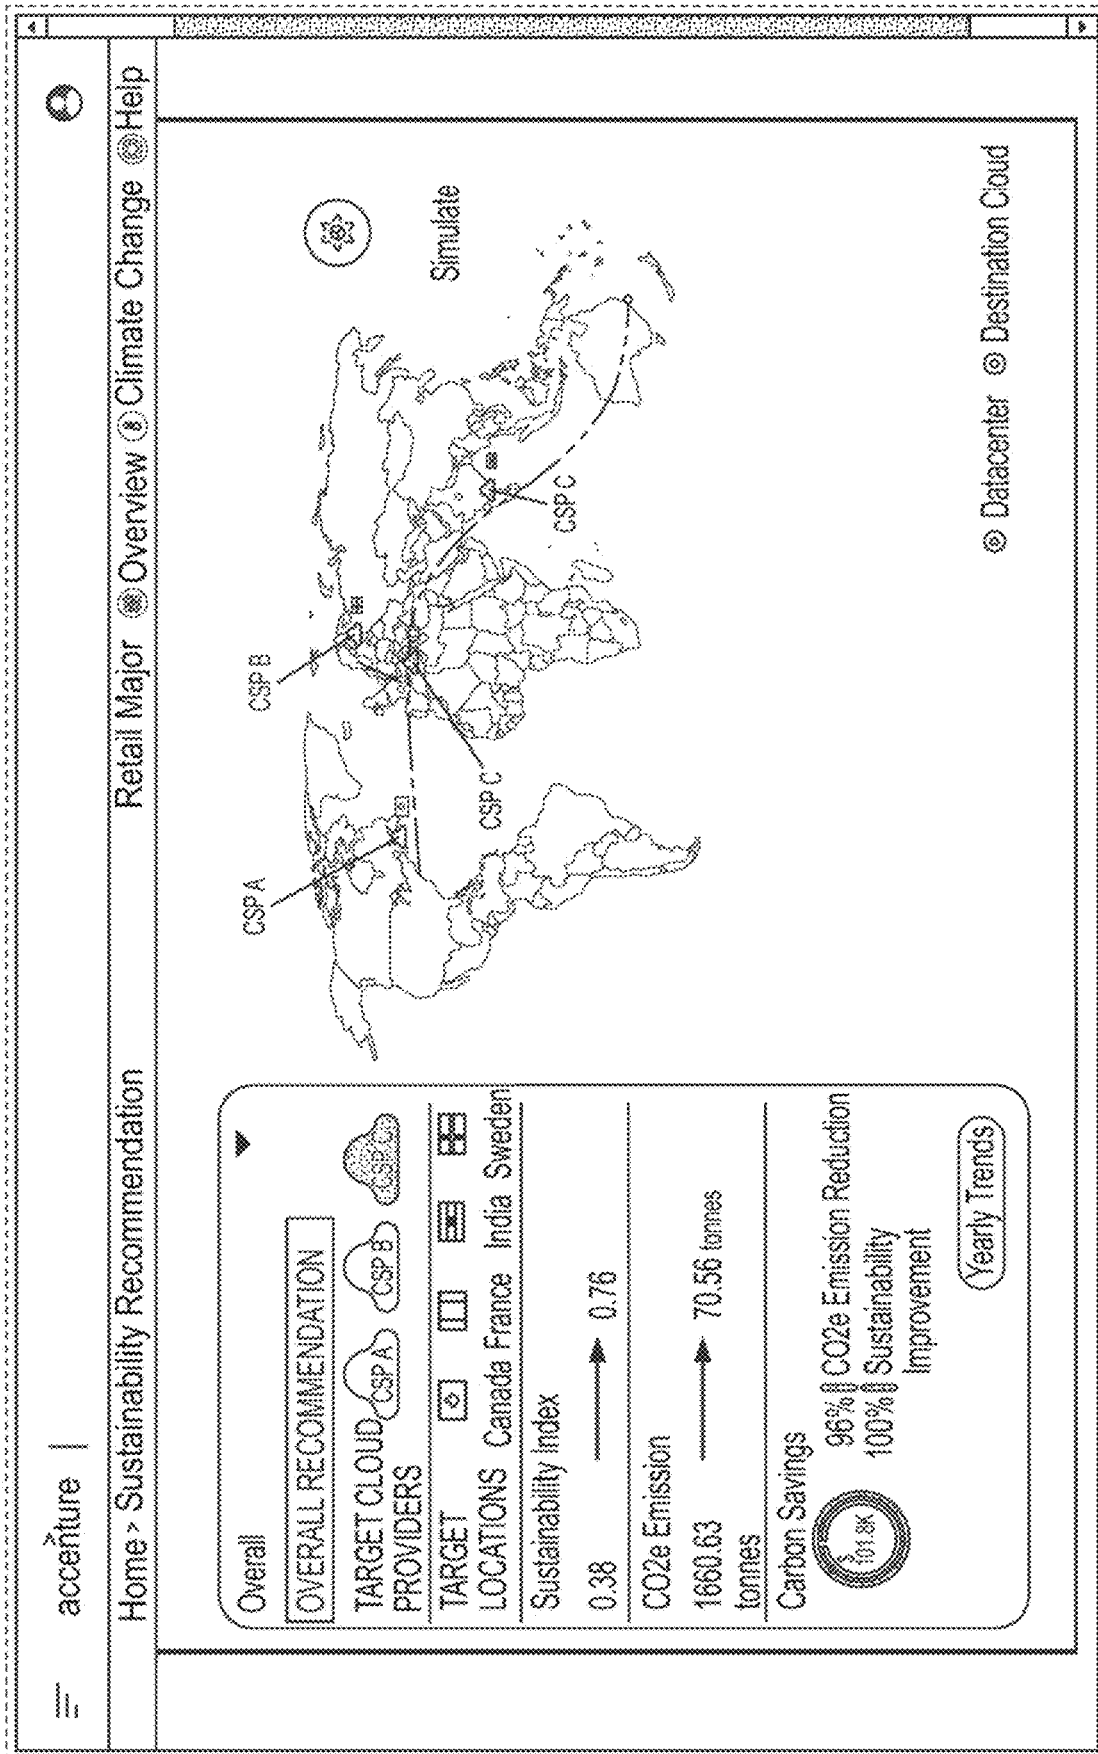 accenture
Home > Sustainability Recommendation
Retail Major Overview Climate Change Help
Overall
OVERALL RECOMMENDATION
TARGET CLOUD PROVIDERS
CSP A CSP B CSP C
TARGET LOCATIONS
Canada France India Sweden
Sustainability Index
0.38 0.76
CO2e Emission
1660.63 tonnes 70.56 tonnes
Carbon Savings
101.8K
96% CO2e Emission Reduction
100% Sustainability
Improvement
Yearly Trends
CSP A
CSP B
CSP C
CSP C
Simulate
Datacenter Destination Cloud